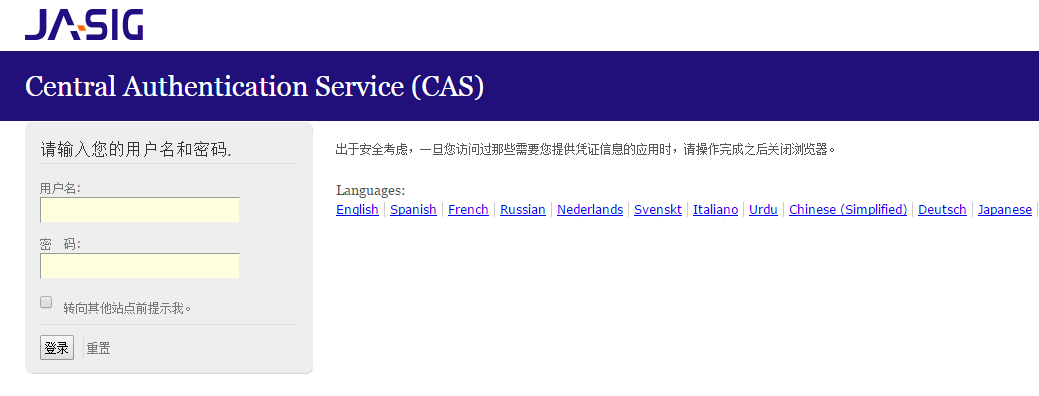 JA-SIG
Central Authentication Service (CAS)
请输入您的用户名和密码.
用户名:
密 码:
转向其他站点前提示我。
登录 重置
出于安全考虑，一旦您访问过那些需要您提供凭证信息的应用时，请操作完成之后关闭浏览器。
Languages:
English | Spanish | French | Russian | Nederlands | Svenskt | Italiano | Urdu | Chinese (Simplified) | Deutsch | Japanese |